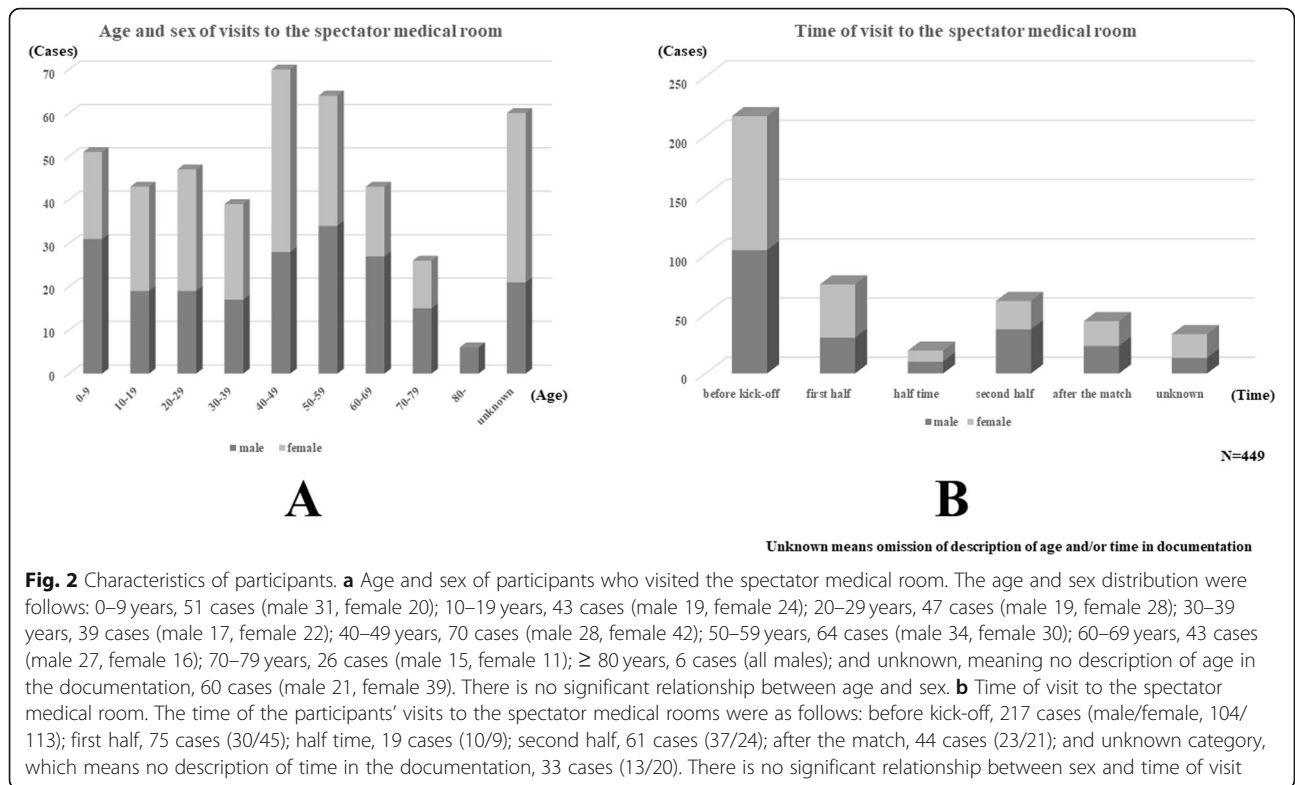 Age and sex of visits to the spectator medical room
(Cases)
70
60
50
40
30
20
10
0
0-9
10-19
20-29
30-39
40-49
50-59
60-69
70-79
80-
unknown
(Age)
male female
A
Time of visit to the spectator medical room
(Cases)
250
200
150
100
50
0
before kick-off
first half
half time
second half
after the match
unknown
(Time)
male female
N=449
B
Unknown means omission of description of age and/or time in documentation
Fig. 2 Characteristics of participants. a Age and sex of participants who visited the spectator medical room. The age and sex distribution were
follows: 0–9 years, 51 cases (male 31, female 20); 10–19 years, 43 cases (male 19, female 24); 20–29 years, 47 cases (male 19, female 28); 30–39
years, 39 cases (male 17, female 22); 40–49 years, 70 cases (male 28, female 42); 50–59 years, 64 cases (male 34, female 30); 60–69 years, 43 cases
(male 27, female 16); 70–79 years, 26 cases (male 15, female 11); ≥ 80 years, 6 cases (all males); and unknown, meaning no description of age in
the documentation, 60 cases (male 21, female 39). There is no significant relationship between age and sex. b Time of visit to the spectator
medical room. The time of the participants’ visits to the spectator medical rooms were as follows: before kick-off, 217 cases (male/female, 104/
113); first half, 75 cases (30/45); half time, 19 cases (10/9); second half, 61 cases (37/24); after the match, 44 cases (23/21); and unknown category,
which means no description of time in the documentation, 33 cases (13/20). There is no significant relationship between sex and time of visit